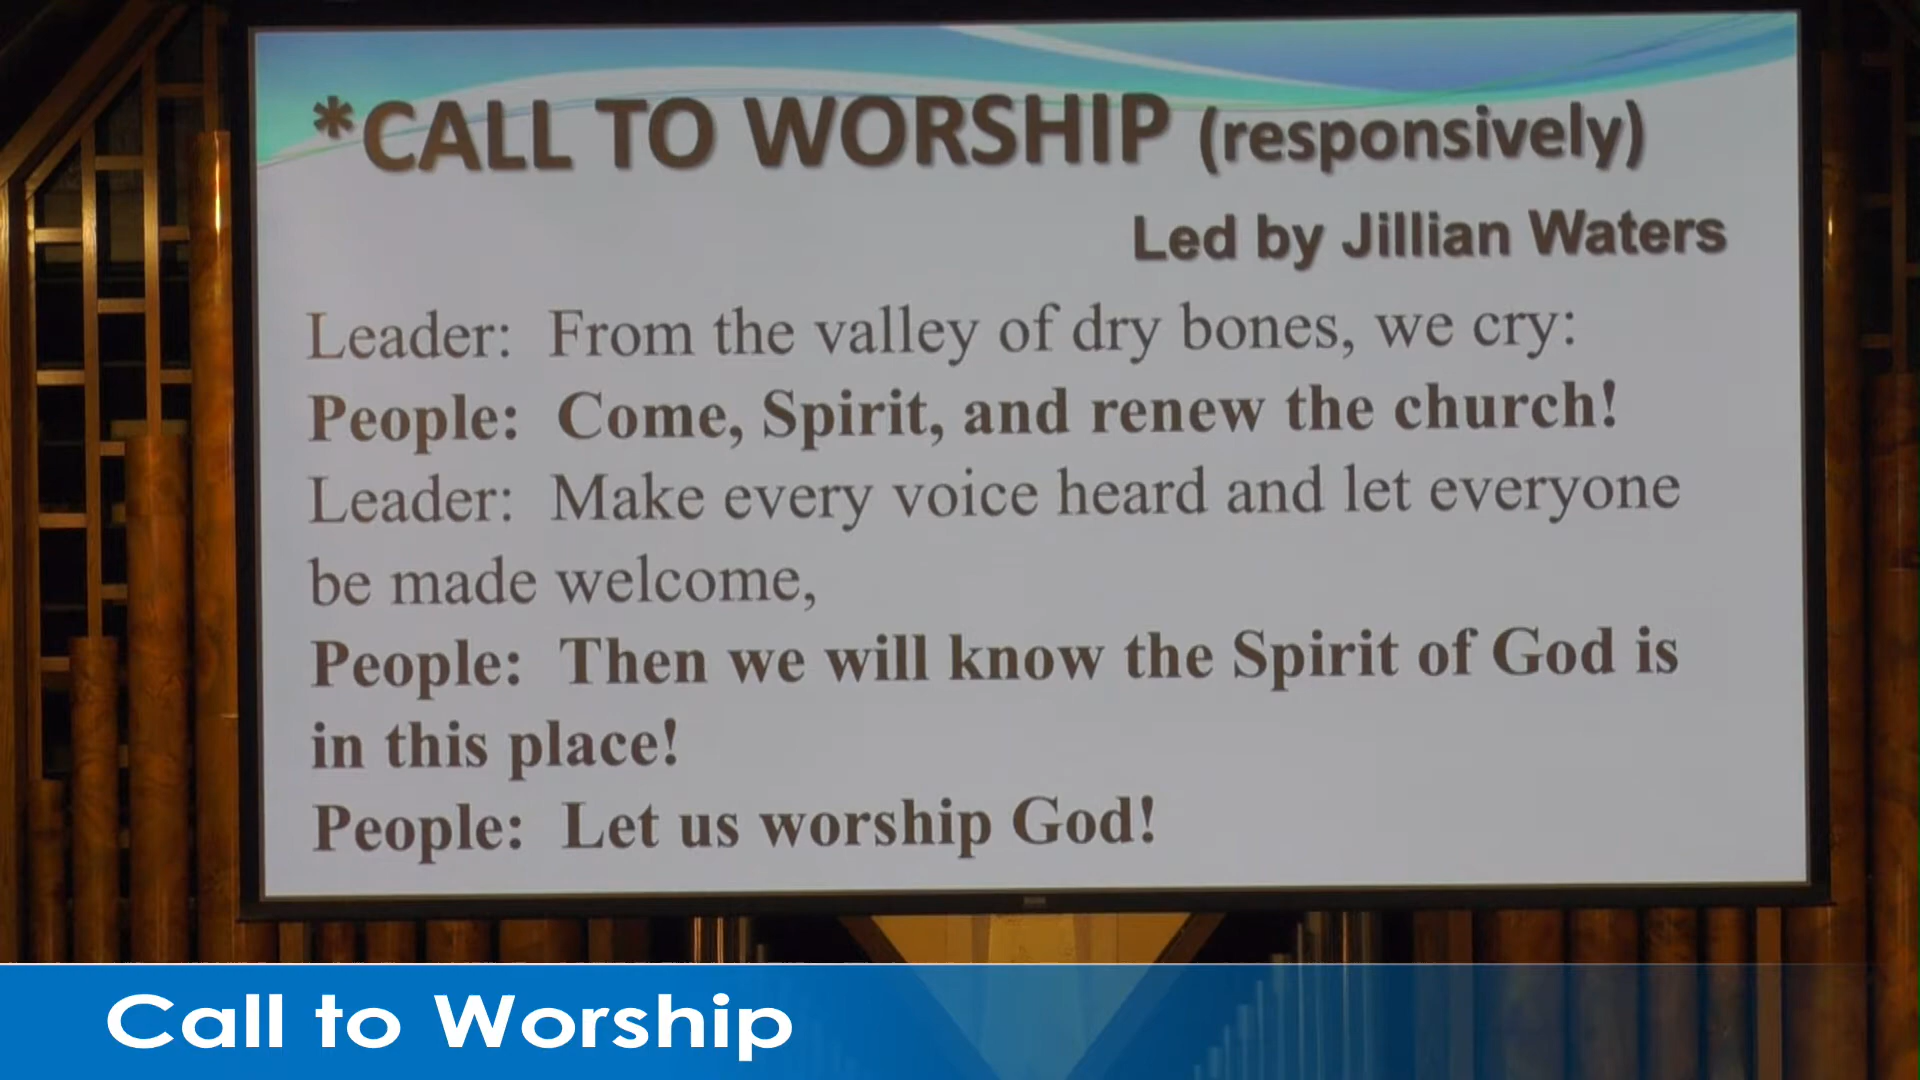 *CALL TO WORSHIP (responsively)
Led by Jillian Waters
Leader: From the valley of dry bones, we cry:
People: Come, Spirit, and renew the church!
Leader: Make every voice heard and let everyone
be made welcome,
People: Then we will know the Spirit of God is
in this place!
People: Let us worship God!
Call to Worship